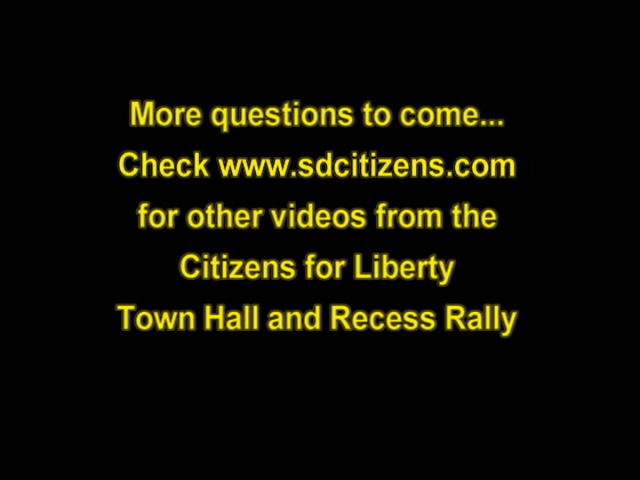 More questions to come...
Check www.sdcitizens.com
for other videos from the
Citizens for Liberty
Town Hall and Recess Rally